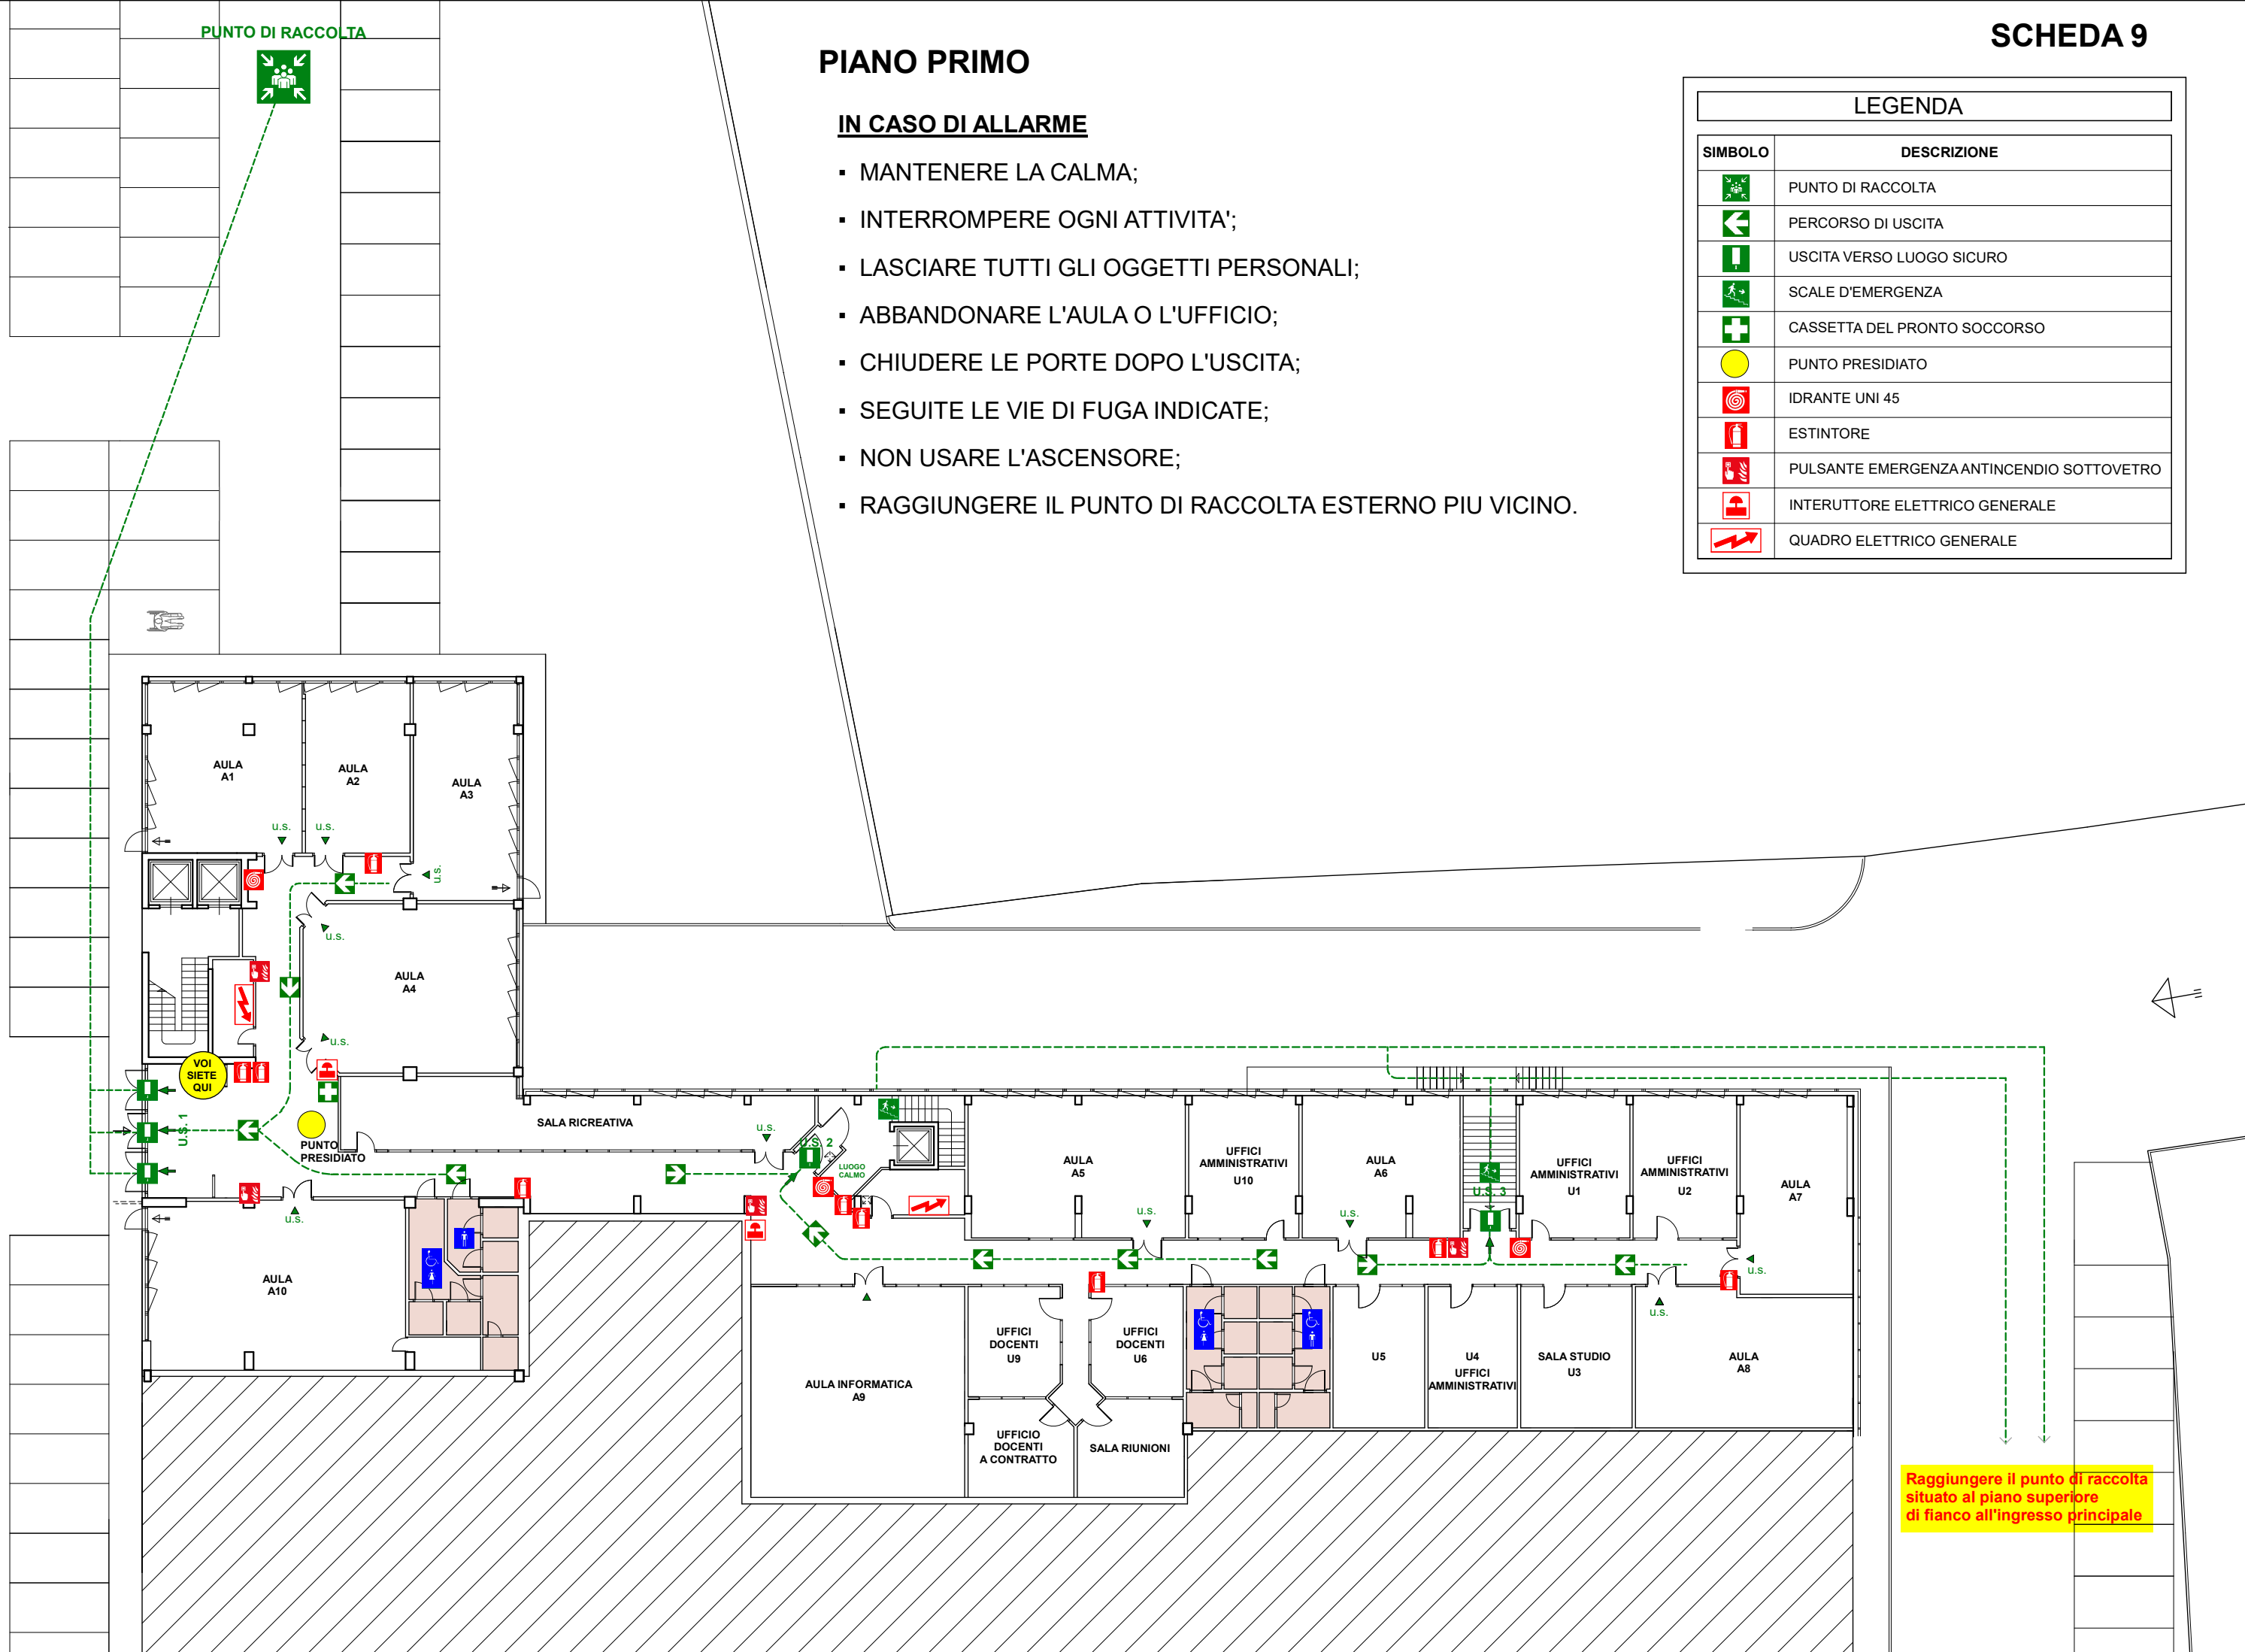 PUNTO DI RACCOLTA
PIANO PRIMO
SCHEDA 9
IN CASO DI ALLARME
▪ MANTENERE LA CALMA;
▪ INTERROMPERE OGNI ATTIVITA';
▪ LASCIARE TUTTI GLI OGGETTI PERSONALI;
▪ ABBANDONARE L'AULA O L'UFFICIO;
▪ CHIUDERE LE PORTE DOPO L'USCITA;
▪ SEGUITE LE VIE DI FUGA INDICATE;
▪ NON USARE L'ASCENSORE;
▪ RAGGIUNGERE IL PUNTO DI RACCOLTA ESTERNO PIU VICINO.
LEGENDA
SIMBOLO DESCRIZIONE
PUNTO DI RACCOLTA
PERCORSO DI USCITA
USCITA VERSO LUOGO SICURO
SCALE D'EMERGENZA
CASSETTA DEL PRONTO SOCCORSO
PUNTO PRESIDIATO
IDRANTE UNI 45
ESTINTORE
PULSANTE EMERGENZA ANTINCENDIO SOTTOVETRO
INTERUTTORE ELETTRICO GENERALE
QUADRO ELETTRICO GENERALE
AULA
A1
AULA
A2
AULA
A3
u.s.
u.s.
u.s.
u.s.
AULA
A4
u.s.
VOI
SIETE
QUI
U.S. 1
PUNTO
PRESIDIATO
SALA RICREATIVA
u.s.
U.S. 2
LUOGO
CALMO
u.s.
AULA
A10
AULA
A5
u.s.
UFFICI
AMMINISTRATIVI
U10
AULA
A6
u.s.
U.S. 3
UFFICI
AMMINISTRATIVI
U1
UFFICI
AMMINISTRATIVI
U2
AULA
A7
u.s.
u.s.
AULA INFORMATICA
A9
UFFICI
DOCENTI
U9
UFFICI
DOCENTI
U6
UFFICIO
DOCENTI
A CONTRATTO
SALA RIUNIONI
U5
U4
UFFICI
AMMINISTRATIVI
SALA STUDIO
U3
AULA
A8
Raggiungere il punto di raccolta
situato al piano superiore
di fianco all'ingresso principale